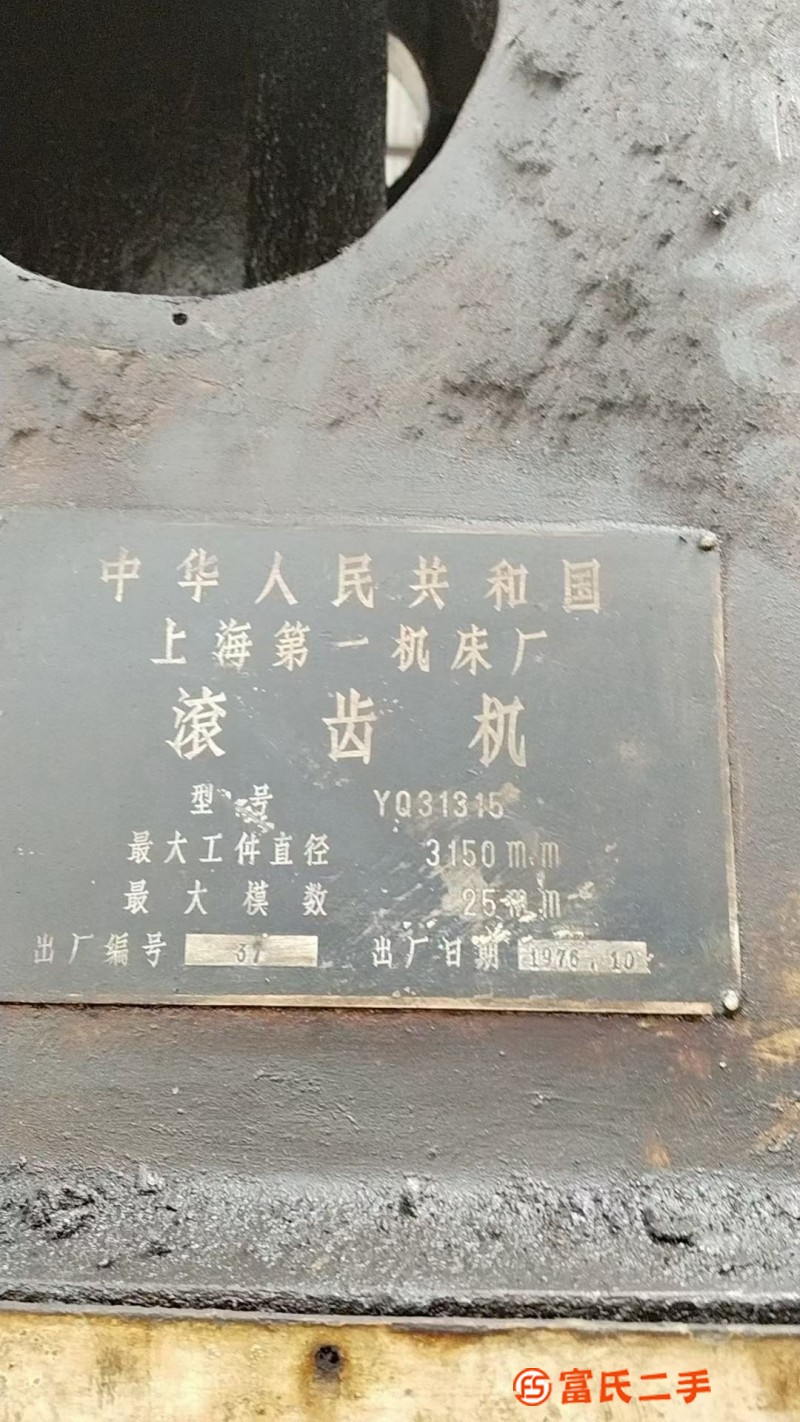 中华人民共和国
上海第一机床厂
滚齿机
型号 YQ31315
最大工件直径 3150mm
最大模数 25mm
出厂编号 37 出厂日期 1976.10
FS 富氏二手